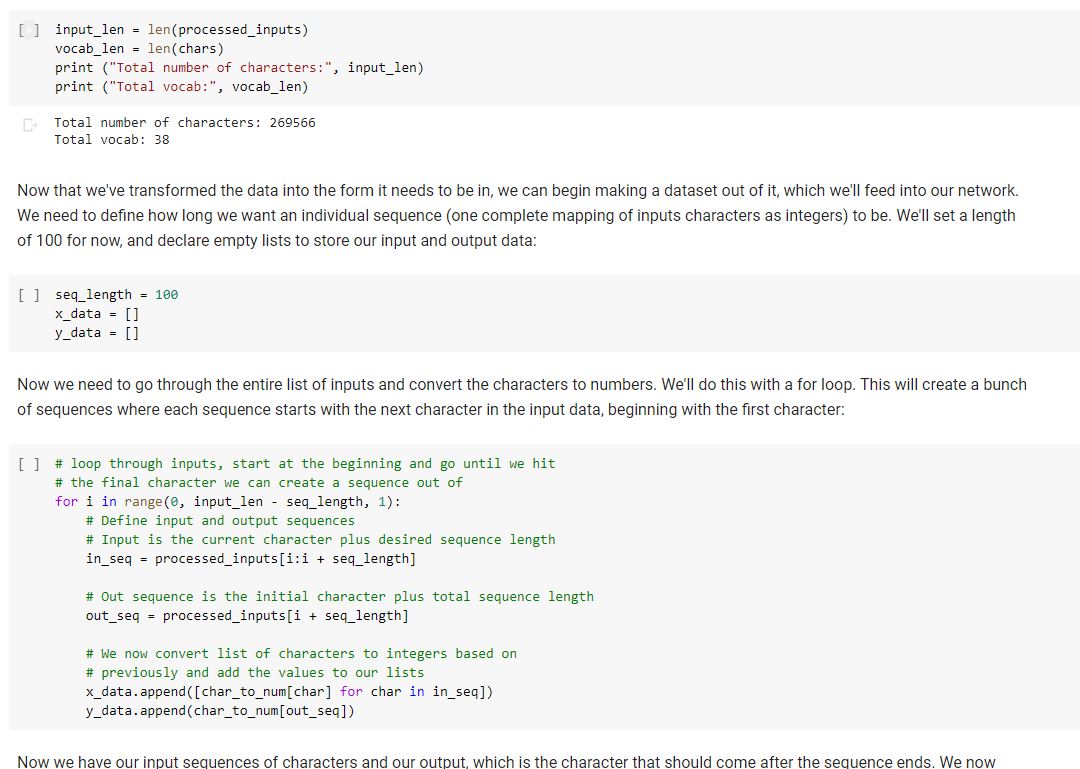 [ ] input_len = len(processed_inputs)
vocab_len = len(chars)
print ("Total number of characters:", input_len)
print ("Total vocab:", vocab_len)
Total number of characters: 269566
Total vocab: 38
Now that we've transformed the data into the form it needs to be in, we can begin making a dataset out of it, which we'll feed into our network.
We need to define how long we want an individual sequence (one complete mapping of inputs characters as integers) to be. We'll set a length
of 100 for now, and declare empty lists to store our input and output data:
[ ] seq_length = 100
x_data = []
y_data = []
Now we need to go through the entire list of inputs and convert the characters to numbers. We'll do this with a for loop. This will create a bunch
of sequences where each sequence starts with the next character in the input data, beginning with the first character:
[ ] # loop through inputs, start at the beginning and go until we hit
# the final character we can create a sequence out of
for i in range(0, input_len - seq_length, 1):
# Define input and output sequences
# Input is the current character plus desired sequence length
in_seq = processed_inputs[i:i + seq_length]
# Out sequence is the initial character plus total sequence length
out_seq = processed_inputs[i + seq_length]
# We now convert list of characters to integers based on
# previously and add the values to our lists
x_data.append([char_to_num[char] for char in in_seq])
y_data.append(char_to_num[out_seq])
Now we have our input sequences of characters and our output, which is the character that should come after the sequence ends. We now